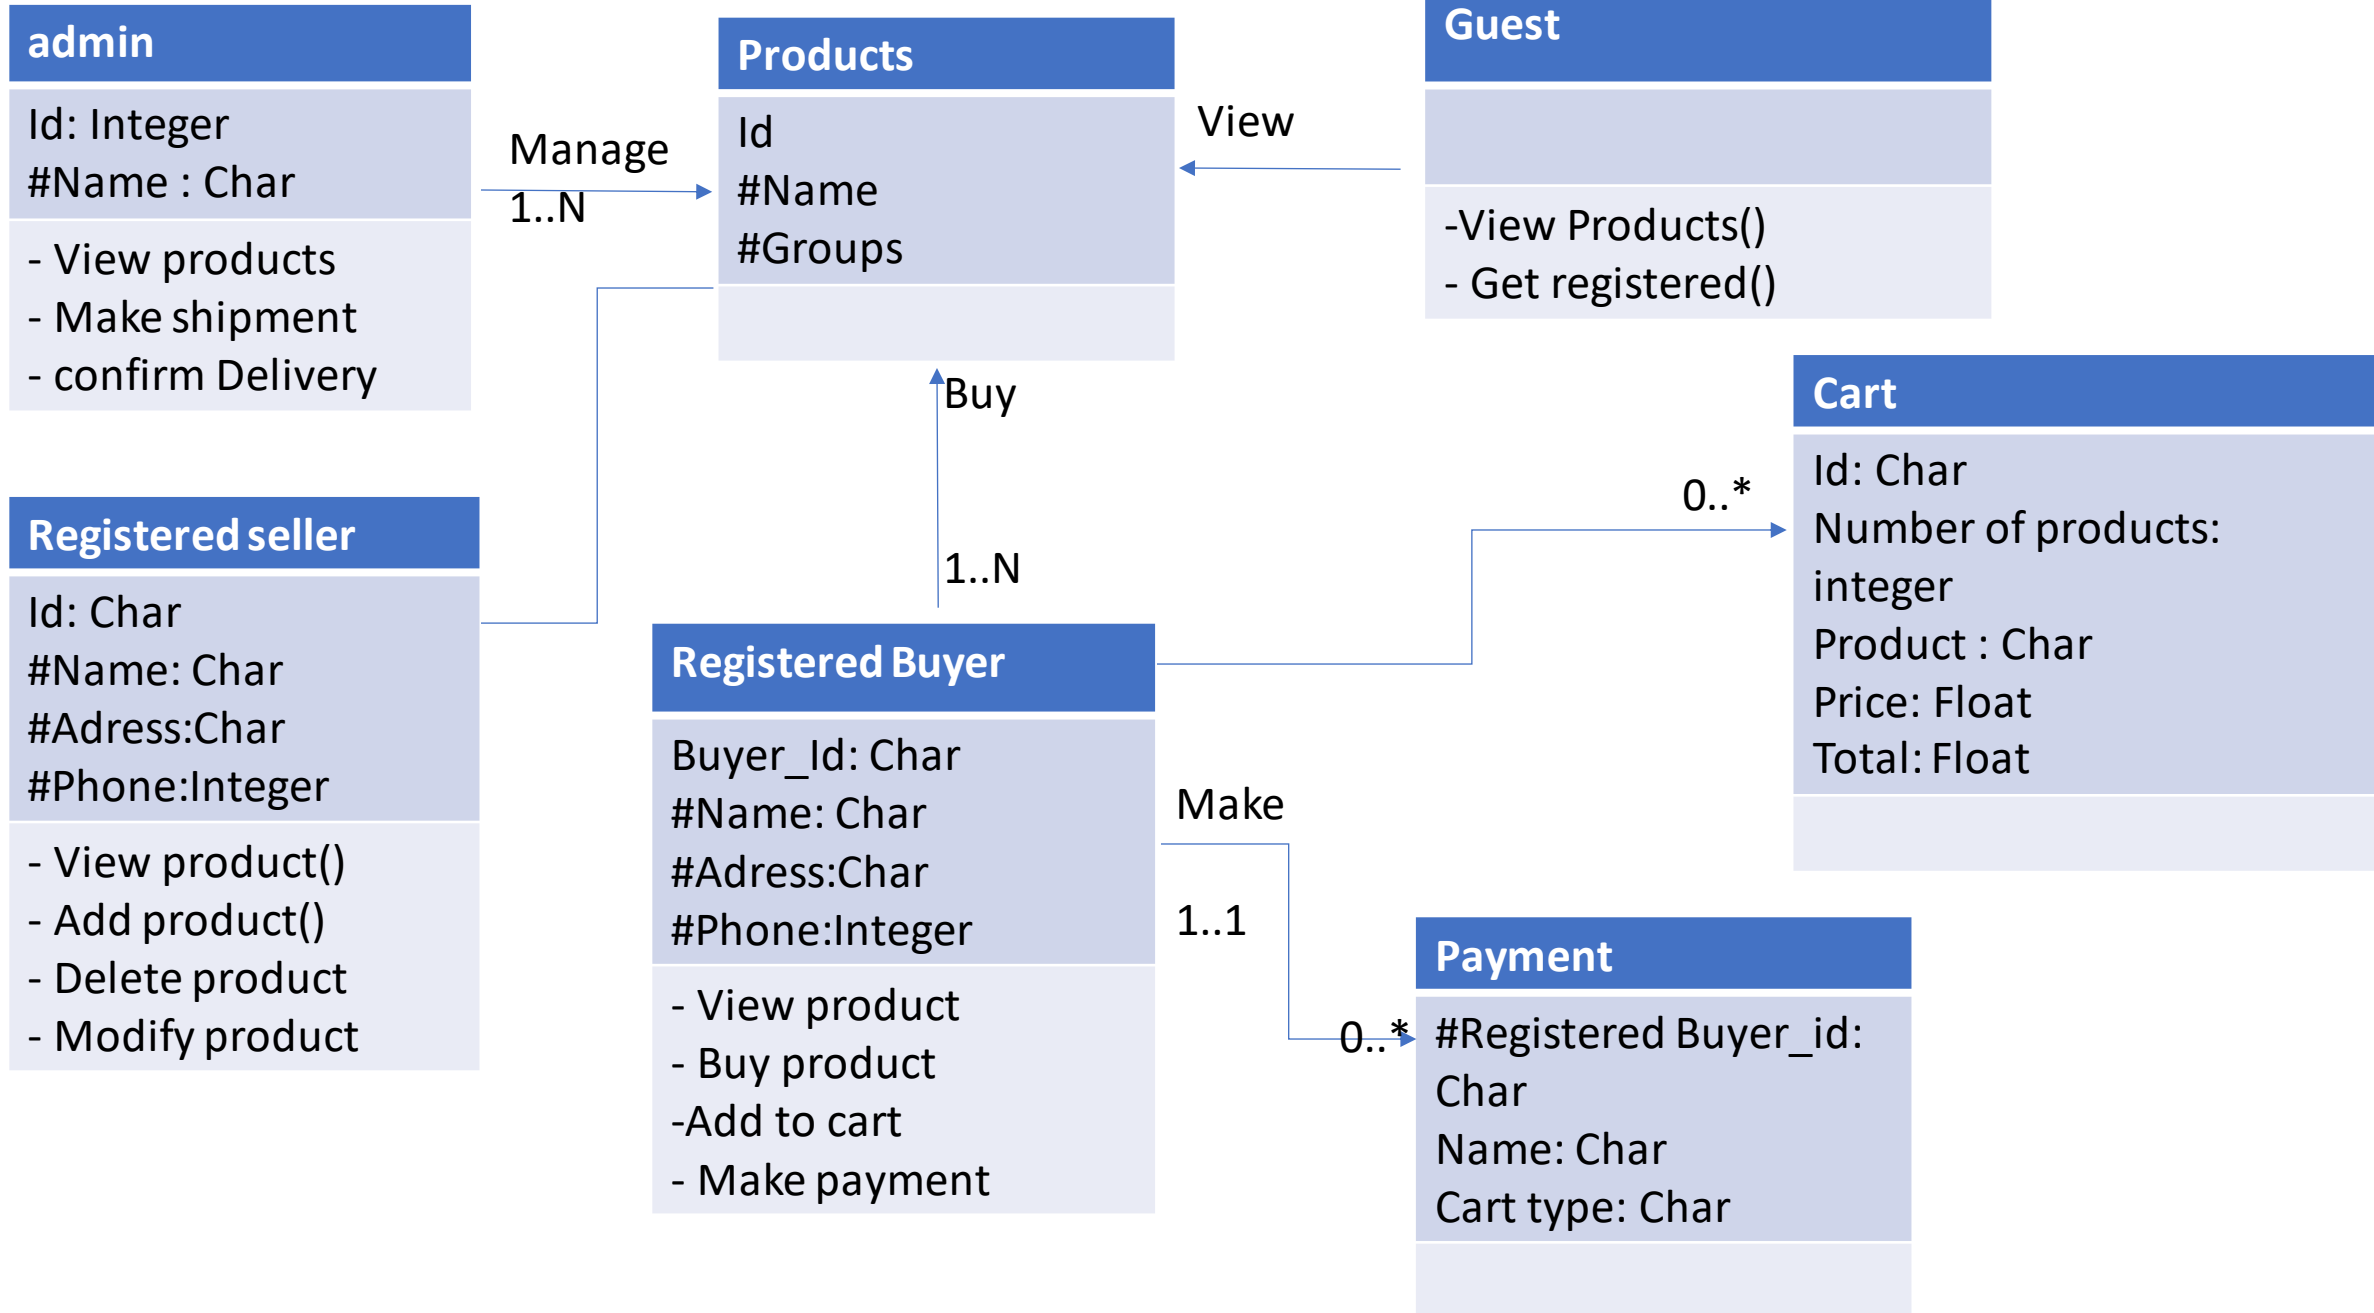 admin
Id: Integer
#Name : Char
- View products
- Make shipment
- confirm Delivery
Manage
1..N
Products
Id
#Name
#Groups
View
Guest
-View Products()
- Get registered()
Buy
1..N
Registered seller
Id: Char
#Name: Char
#Adress:Char
#Phone:Integer
- View product()
- Add product()
- Delete product
- Modify product
Registered Buyer
Buyer_Id: Char
#Name: Char
#Adress:Char
#Phone:Integer
- View product
- Buy product
-Add to cart
- Make payment
0..*
Cart
Id: Char
Number of products:
integer
Product : Char
Price: Float
Total: Float
Make
1..1
0..*
Payment
#Registered Buyer_id:
Char
Name: Char
Cart type: Char